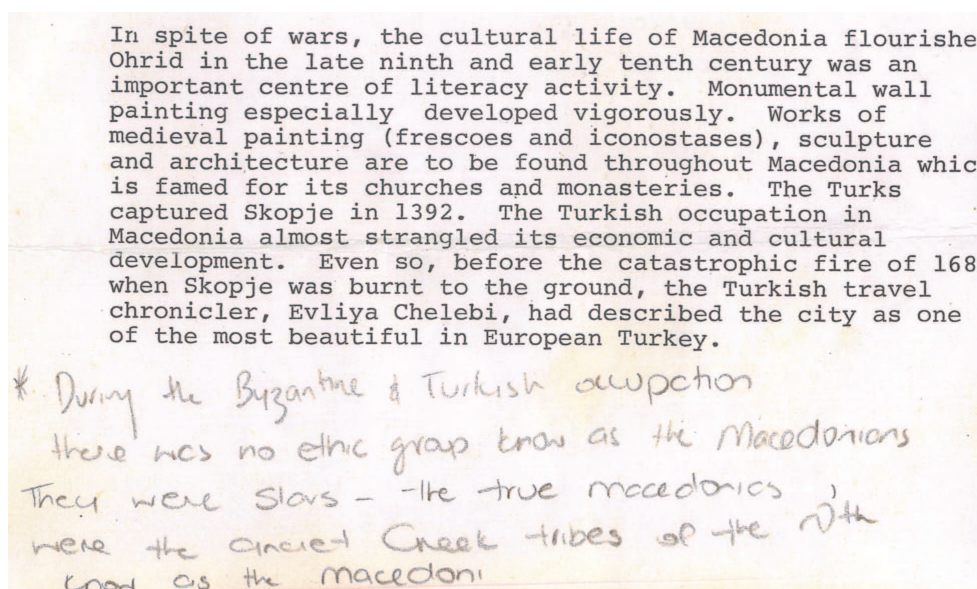 In spite of wars, the cultural life of Macedonia flourishe
Ohrid in the late ninth and early tenth century was an
important centre of literacy activity. Monumental wall
painting especially developed vigorously. Works of
medieval painting (frescoes and iconostases), sculpture
and architecture are to be found throughout Macedonia whic
is famed for its churches and monasteries. The Turks
captured Skopje in 1392. The Turkish occupation in
Macedonia almost strangled its economic and cultural
development. Even so, before the catastrophic fire of 168
when Skopje was burnt to the ground, the Turkish travel
chronicler, Evliya Chelebi, had described the city as one
of the most beautiful in European Turkey.
* During the Byzantine & Turkish occupation
there was no ethic group know as the Macedonians
They were Slavs - the true macedonics,
were the anciet Greek tribes of the Nth
know as the macedoni